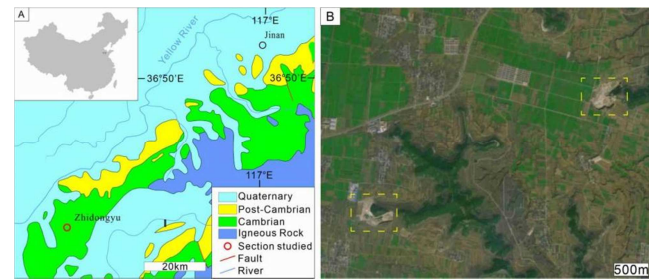 A
117°E
Jinan
Yellow River
36°50′E
36°50′E
117°E
Zhidongyu
Quaternary
Post-Cambrian
Cambrian
Igneous Rock
Section studied
Fault
River
20km
B
500m